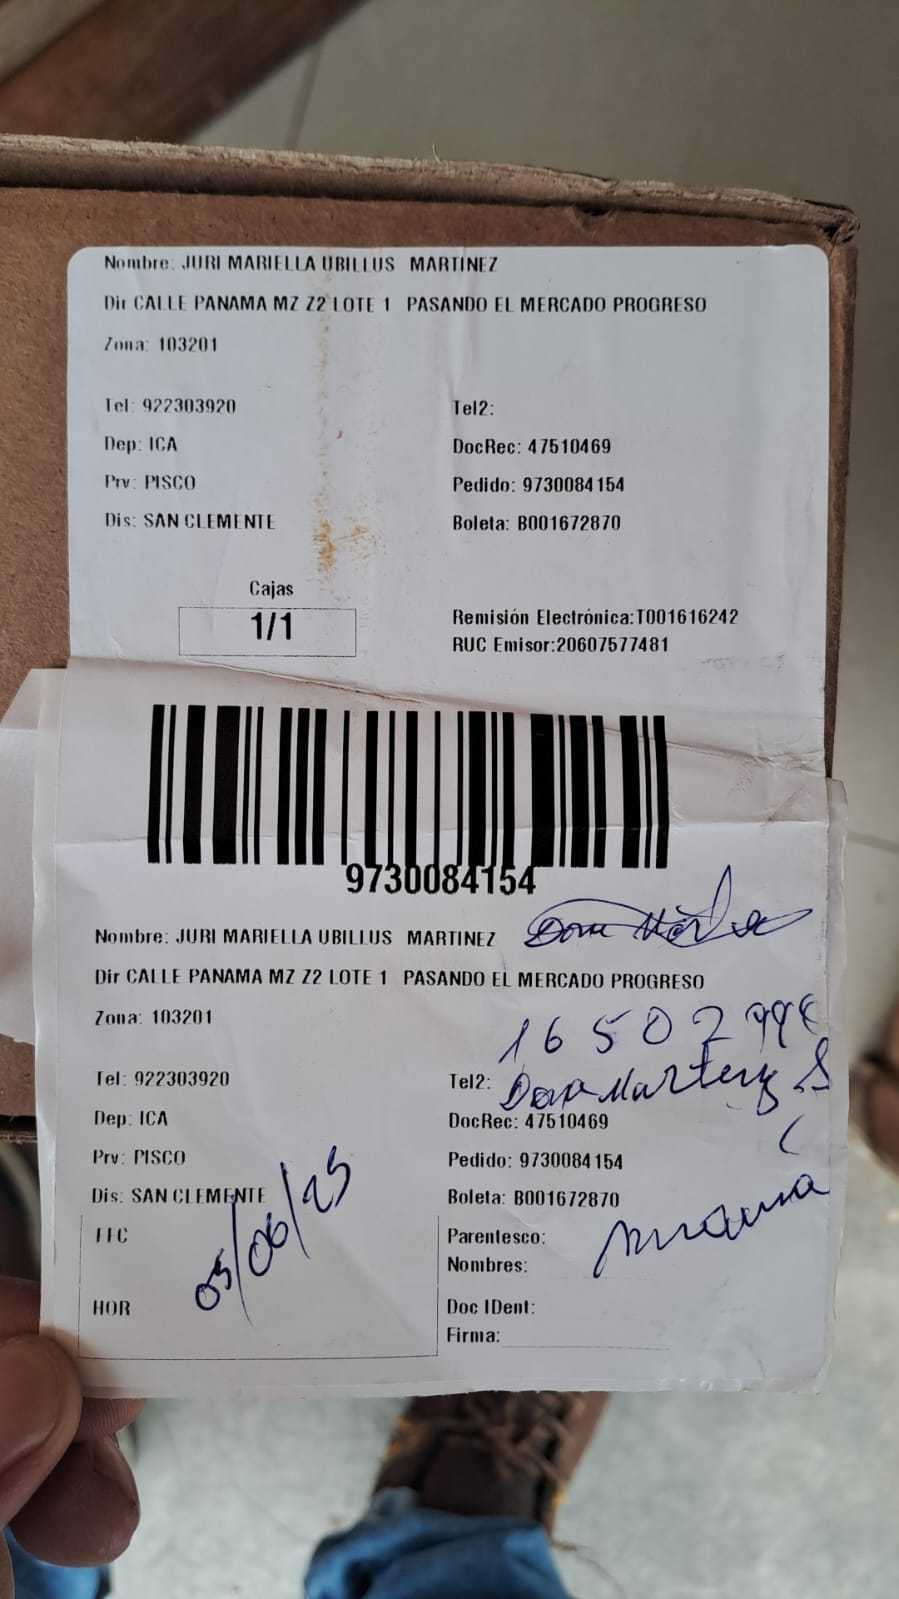 Nombre: JURI MARIELLA UBILLUS MARTINEZ
Dir CALLE PANAMA MZ Z2 LOTE 1 PASANDO EL MERCADO PROGRESO
Zona: 103201
Tel: 922303920 Tel2:
Dep: ICA DocRec: 47510469
Prv: PISCO Pedido: 9730084154
Dis: SAN CLEMENTE Boleta: B001672870
Cajas
1/1
Remisión Electrónica:T001616242
RUC Emisor:20607577481
9730084154
Nombre: JURI MARIELLA UBILLUS MARTINEZ
Dir CALLE PANAMA MZ Z2 LOTE 1 PASANDO EL MERCADO PROGRESO
Zona: 103201
Tel: 922303920 Tel2:
Dep: ICA DocRec: 47510469
Prv: PISCO Pedido: 9730084154
Dis: SAN CLEMENTE Boleta: B001672870
FFC Parentesco:
Nombres:
HOR Doc IDent:
Firma: